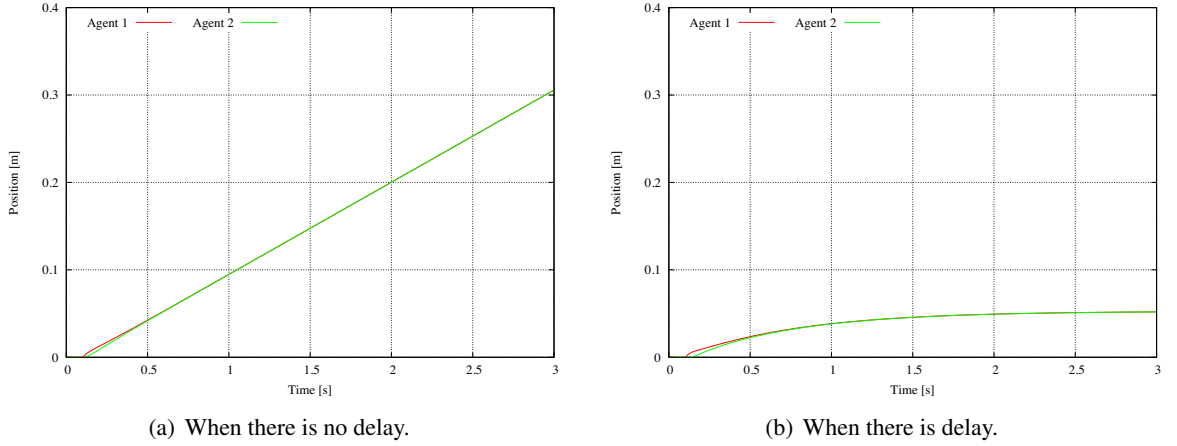 Agent 1 Agent 2
0.4
0.3
0.2
0.1
0
Position [m]
0 0.5 1 1.5 2 2.5 3
Time [s]
(a) When there is no delay.
Agent 1 Agent 2
0.4
0.3
0.2
0.1
0
Position [m]
0 0.5 1 1.5 2 2.5 3
Time [s]
(b) When there is delay.